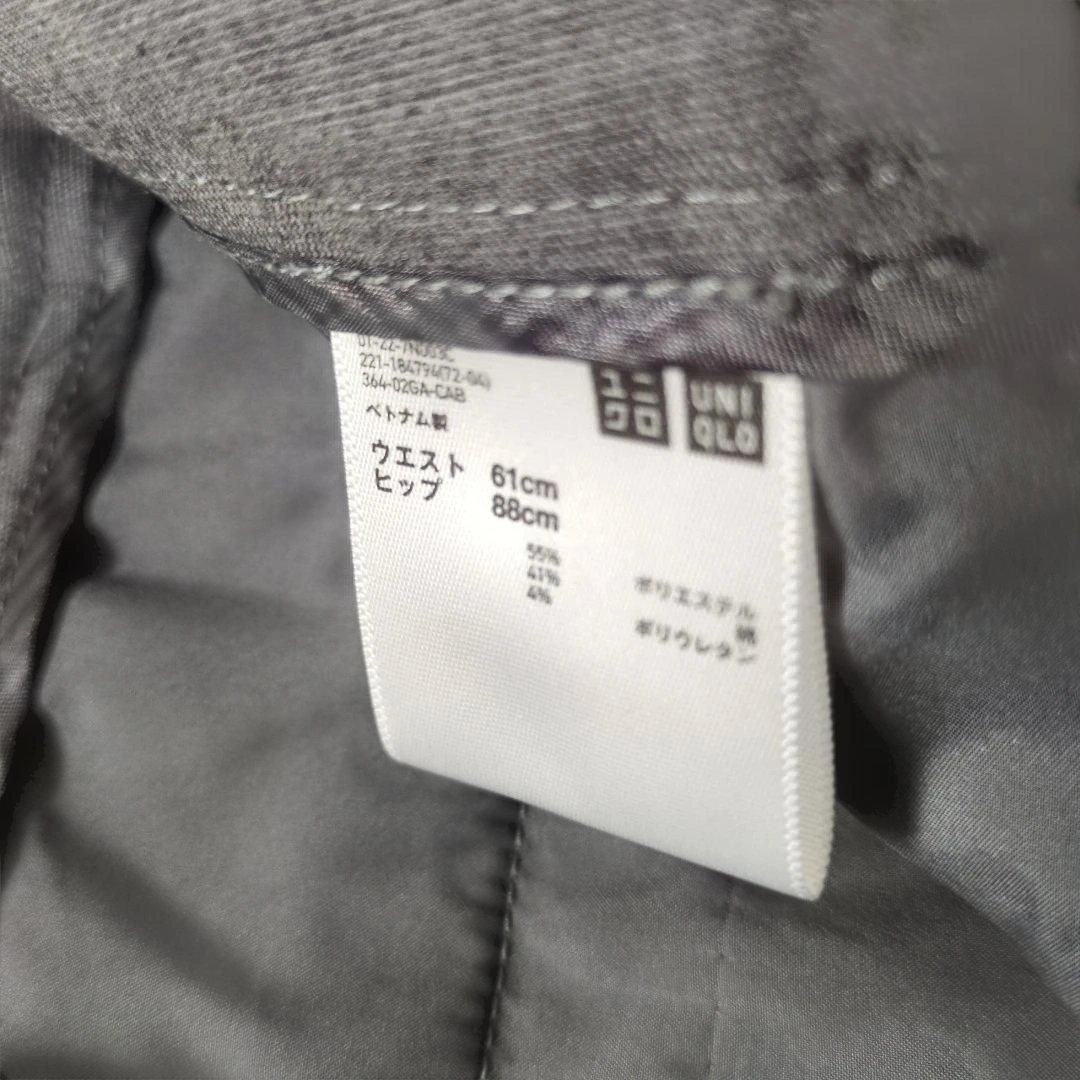 221-184794(72-04)
364-02GA-CAB
ベトナム製
ユニクロ
UNI
QLO
ウエスト 61cm
ヒップ 88cm
55% ポリエステル
41% 綿
4% ポリウレタン